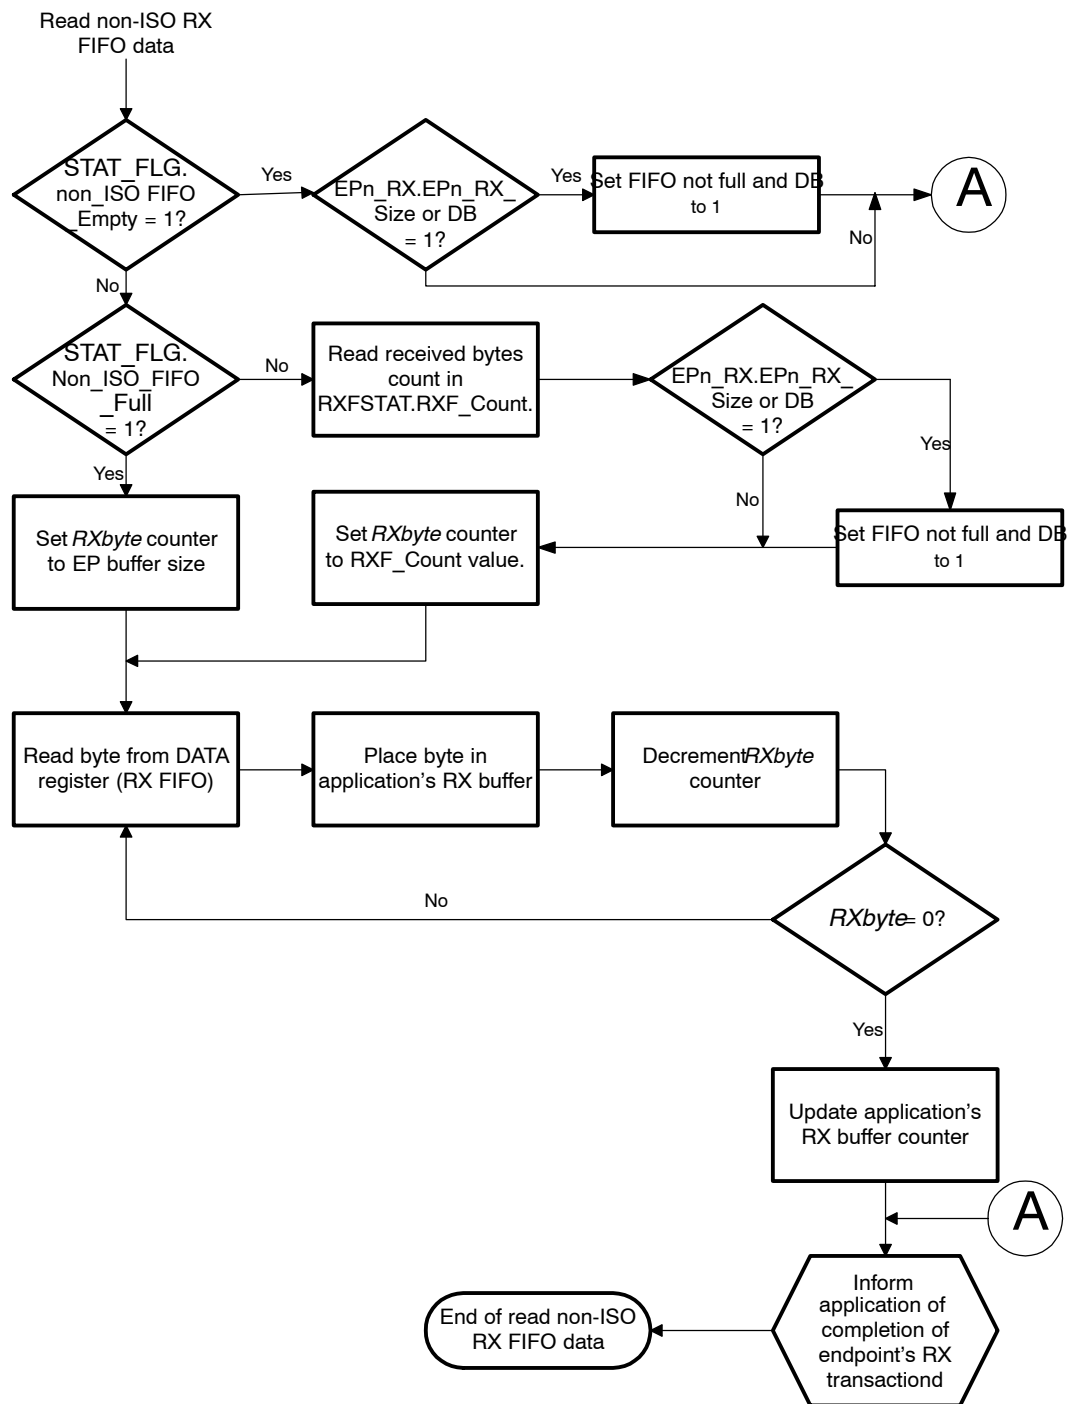 Read non-ISO RX
FIFO data
STAT_FLG.
non_ISO FIFO
_Empty = 1?
Yes
EPn_RX.EPn_RX_
Size or DB
= 1?
Yes
Set FIFO not full and DB
to 1
A
No
No
STAT_FLG.
Non_ISO_FIFO
_Full
= 1?
No
Read received bytes
count in
RXFSTAT.RXF_Count.
EPn_RX.EPn_RX_
Size or DB
= 1?
Yes
Yes
No
Set RXbyte counter
to EP buffer size
Set RXbyte counter
to RXF_Count value.
Set FIFO not full and DB
to 1
Read byte from DATA
register (RX FIFO)
Place byte in
application’s RX buffer
DecrementRXbyte
counter
No
RXbyte= 0?
Yes
Update application’s
RX buffer counter
A
Inform
application of
completion of
endpoint’s RX
transactiond
End of read non-ISO
RX FIFO data